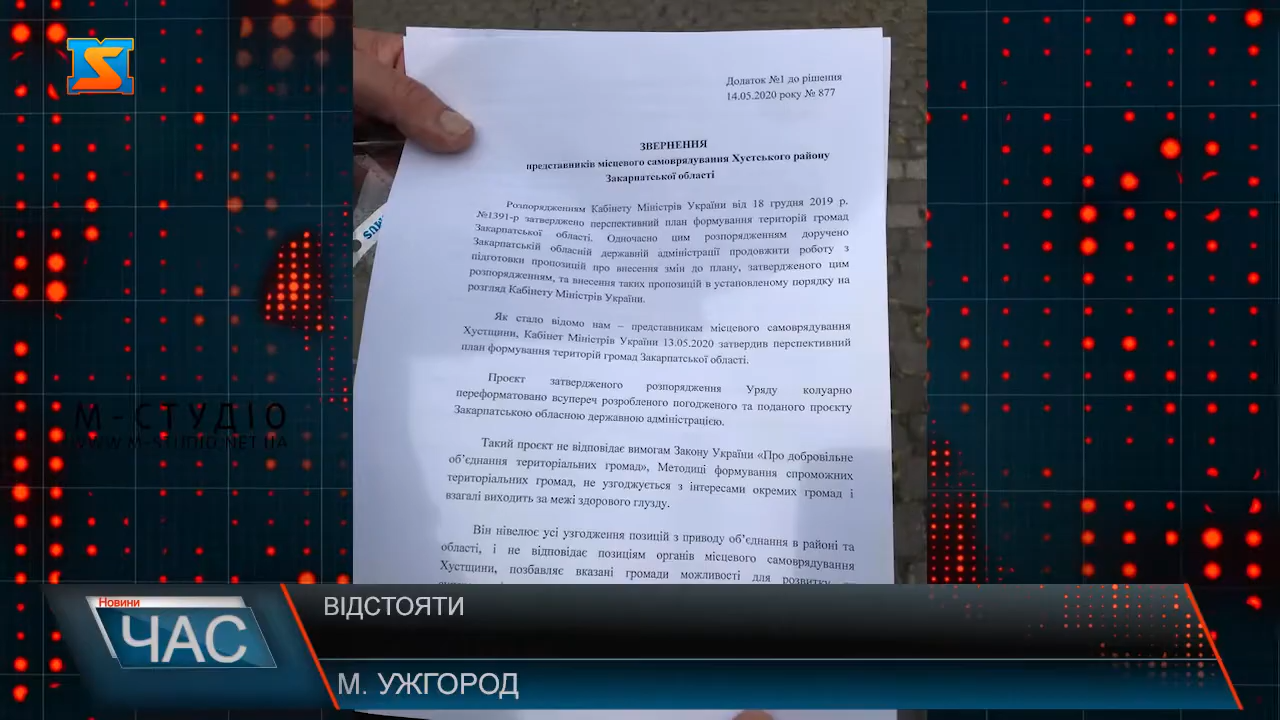 Додаток №1 до рішення
14.05.2020 року № 877
ЗВЕРНЕННЯ
представників місцевого самоврядування Хустського району
Закарпатської області
Розпорядженням Кабінету Міністрів України від 18 грудня 2019 р.
№1391-р затверджено перспективний план формування територій громад
Закарпатської області. Одночасно цим розпорядженням доручено
Закарпатській обласній державній адміністрації продовжити роботу з
підготовки пропозицій про внесення змін до плану, затвердженого цим
розпорядженням, та внесення таких пропозицій в установленому порядку на
розгляд Кабінету Міністрів України.
Як стало відомо нам – представникам місцевого самоврядування
Хустщини, Кабінет Міністрів України 13.05.2020 затвердив перспективний
план формування територій громад Закарпатської області.
Проєкт затвердженого розпорядження Уряду колуарно
переформатовано всупереч розробленого погодженого та поданого проєкту
Закарпатською обласною державною адміністрацією.
Такий проєкт не відповідає вимогам Закону України «Про добровільне
об’єднання територіальних громад», Методиці формування спроможних
територіальних громад, не узгоджується з інтересами окремих громад і
взагалі виходить за межі здорового глузду.
Він нівелює усі узгодження позицій з приводу об’єднання в районі та
області, і не відповідає позиціям органів місцевого самоврядування
Хустщини, позбавляє вказані громади можливості для розвитку
М-СТУДІО
WWW.M-STUDIO.NET.UA
Новини
ЧАС
ВІДСТОЯТИ
М. УЖГОРОД